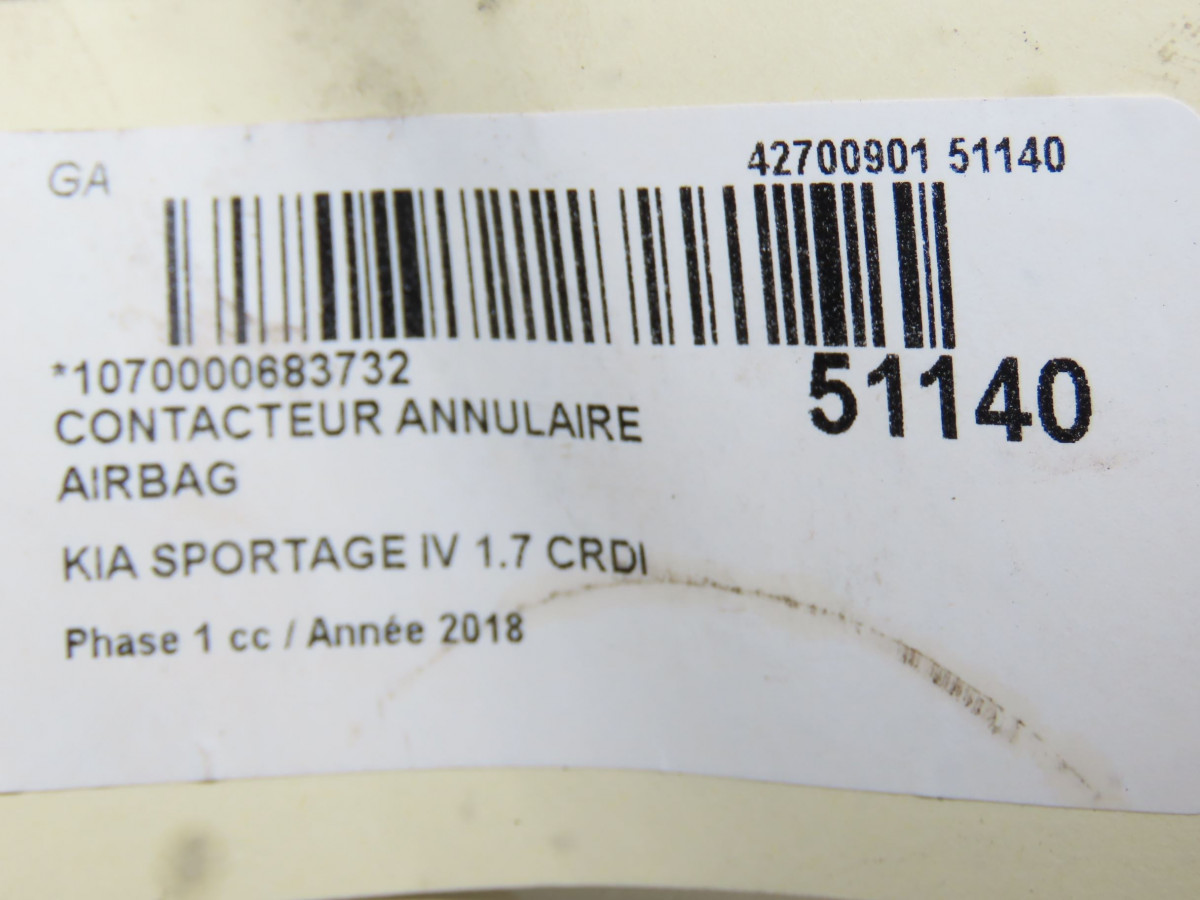 GA
42700901 51140
*1070000683732
51140
CONTACTEUR ANNULAIRE
AIRBAG
KIA SPORTAGE IV 1.7 CRDI
Phase 1 cc / Année 2018